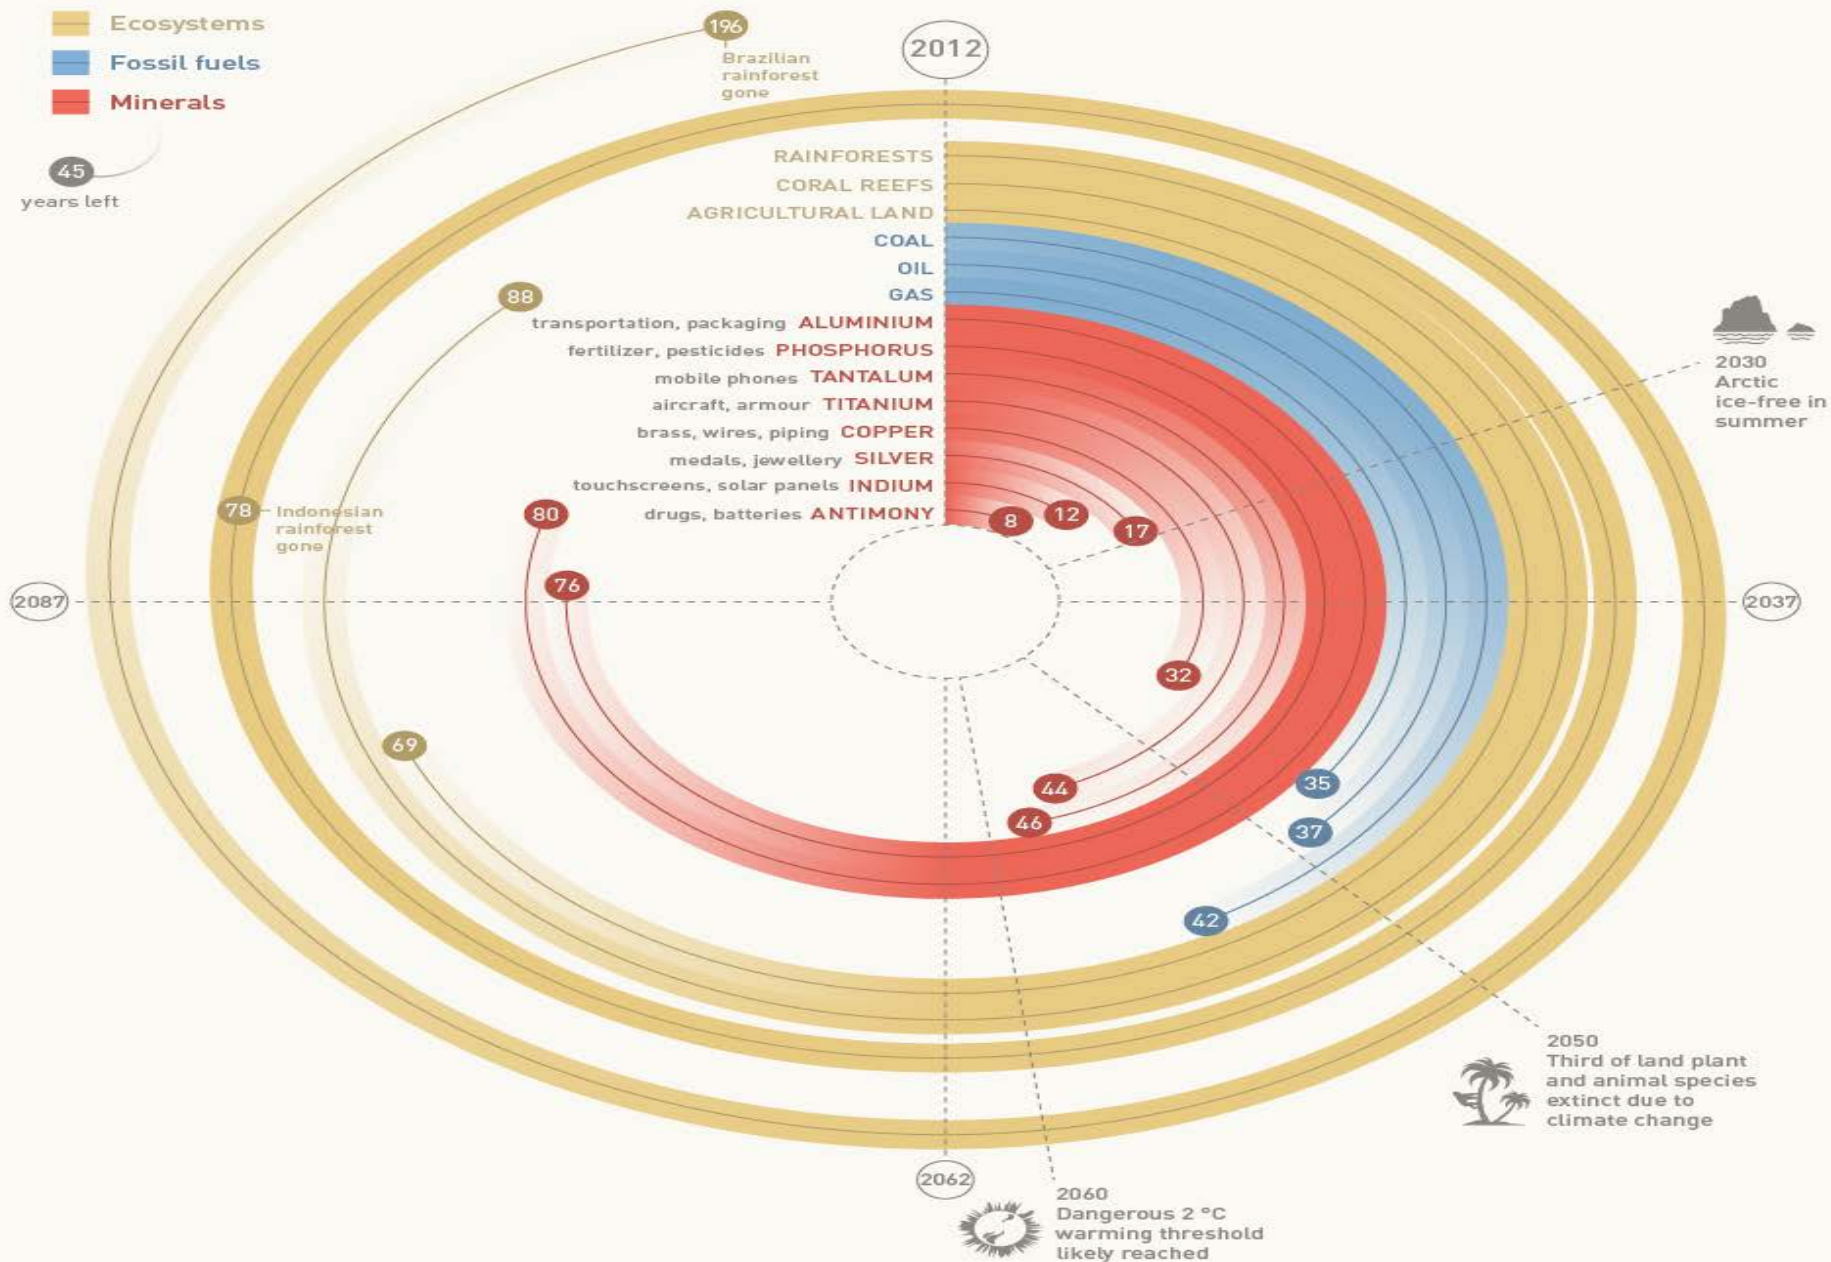 Ecosystems
Fossil fuels
Minerals
45
years left
196
Brazilian
rainforest
gone
2012
RAINFORESTS
CORAL REEFS
AGRICULTURAL LAND
COAL
OIL
GAS
88
transportation, packaging ALUMINIUM
fertilizer, pesticides PHOSPHORUS
mobile phones TANTALUM
aircraft, armour TITANIUM
brass, wires, piping COPPER
medals, jewellery SILVER
touchscreens, solar panels INDIUM
drugs, batteries ANTIMONY
2030
Arctic
ice-free in
summer
78
Indonesian
rainforest
gone
80
8
12
17
76
2087
2037
32
69
44
46
35
37
42
2050
Third of land plant
and animal species
extinct due to
climate change
2062
2060
Dangerous 2 °C
warming threshold
likely reached